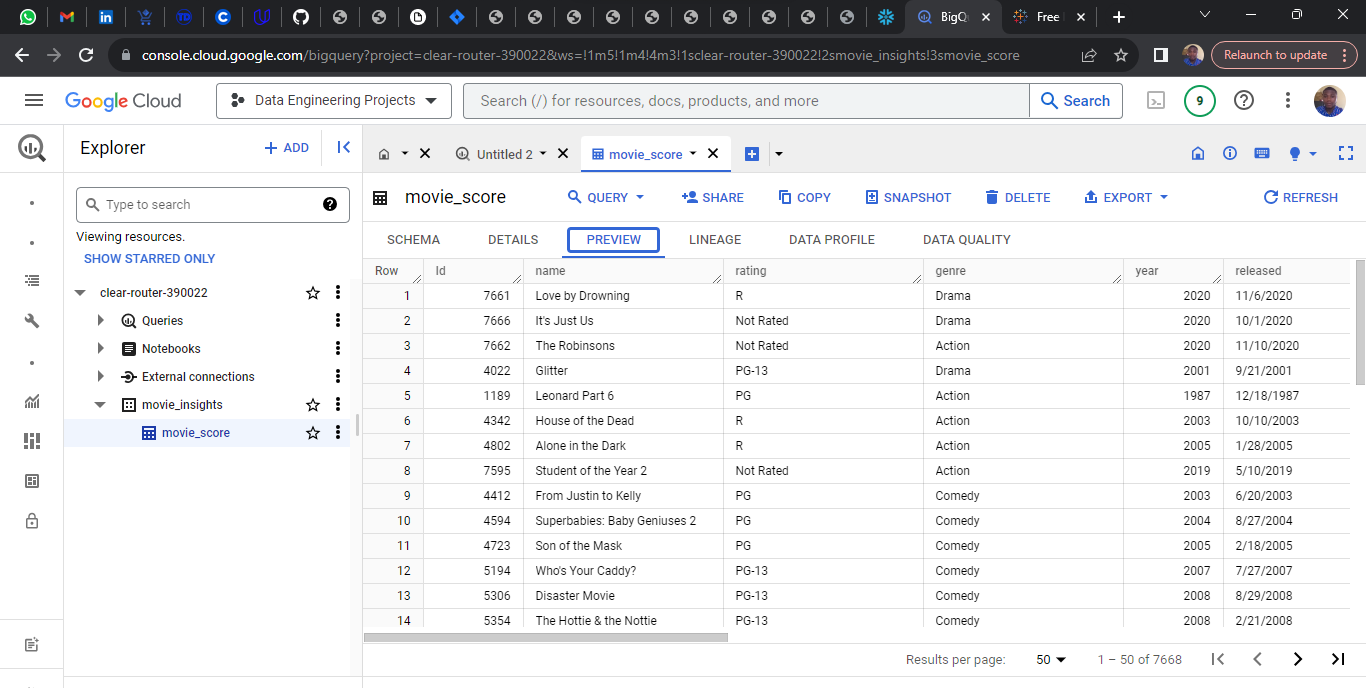 BigQu
Free
console.cloud.google.com/bigquery?project=clear-router-390022&ws=!1m5!1m4!4m3!1sclear-router-390022!2smovie_insights!3smovie_score
Relaunch to update
Google Cloud
Data Engineering Projects
Search (/) for resources, docs, products, and more
Search
9
Explorer
+ ADD
Untitled 2
movie_score
Type to search
movie_score
QUERY
SHARE
COPY
SNAPSHOT
DELETE
EXPORT
REFRESH
Viewing resources.
SHOW STARRED ONLY
SCHEMA
DETAILS
PREVIEW
LINEAGE
DATA PROFILE
DATA QUALITY
clear-router-390022
Queries
Notebooks
External connections
movie_insights
movie_score
Row Id name rating genre year released
1 7661 Love by Drowning R Drama 2020 11/6/2020
2 7666 It's Just Us Not Rated Drama 2020 10/1/2020
3 7662 The Robinsons Not Rated Action 2020 11/10/2020
4 4022 Glitter PG-13 Drama 2001 9/21/2001
5 1189 Leonard Part 6 PG Action 1987 12/18/1987
6 4342 House of the Dead R Action 2003 10/10/2003
7 4802 Alone in the Dark R Action 2005 1/28/2005
8 7595 Student of the Year 2 Not Rated Action 2019 5/10/2019
9 4412 From Justin to Kelly PG Comedy 2003 6/20/2003
10 4594 Superbabies: Baby Geniuses 2 PG Comedy 2004 8/27/2004
11 4723 Son of the Mask PG Comedy 2005 2/18/2005
12 5194 Who's Your Caddy? PG-13 Comedy 2007 7/27/2007
13 5306 Disaster Movie PG-13 Comedy 2008 8/29/2008
14 5354 The Hottie & the Nottie PG-13 Comedy 2008 2/21/2008
Results per page: 50 1 – 50 of 7668